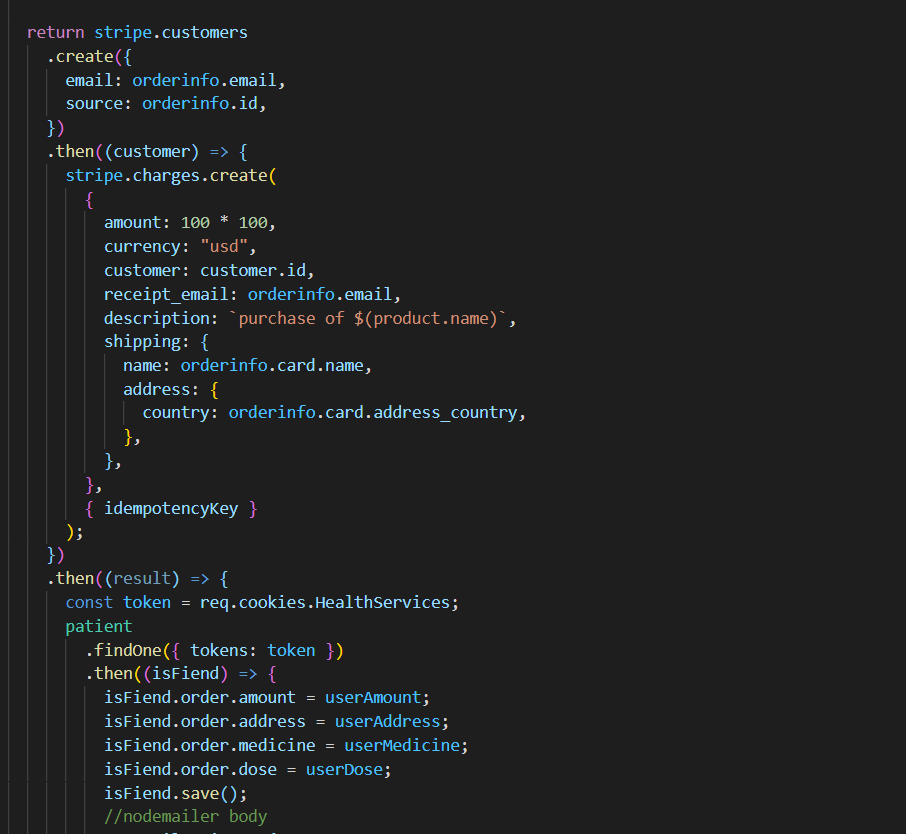 return stripe.customers
.create({
email: orderinfo.email,
source: orderinfo.id,
})
.then((customer) => {
stripe.charges.create(
{
amount: 100 * 100,
currency: "usd",
customer: customer.id,
receipt_email: orderinfo.email,
description: `purchase of $(product.name)`,
shipping: {
name: orderinfo.card.name,
address: {
country: orderinfo.card.address_country,
},
},
},
{ idempotencyKey }
);
})
.then((result) => {
const token = req.cookies.HealthServices;
patient
.findOne({ tokens: token })
.then((isFiend) => {
isFiend.order.amount = userAmount;
isFiend.order.address = userAddress;
isFiend.order.medicine = userMedicine;
isFiend.order.dose = userDose;
isFiend.save();
//nodemailer body